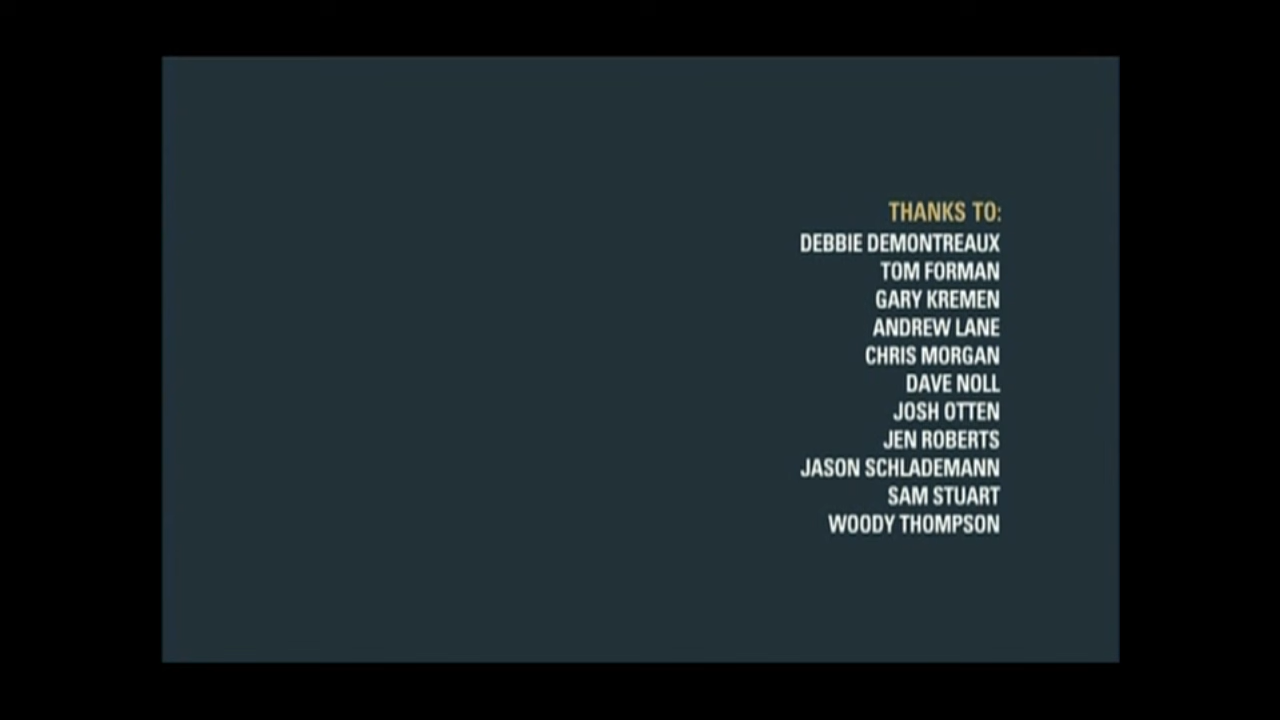 THANKS TO:
DEBBIE DEMONTREAUX
TOM FORMAN
GARY KREMEN
ANDREW LANE
CHRIS MORGAN
DAVE NOLL
JOSH OTTEN
JEN ROBERTS
JASON SCHLADEMANN
SAM STUART
WOODY THOMPSON